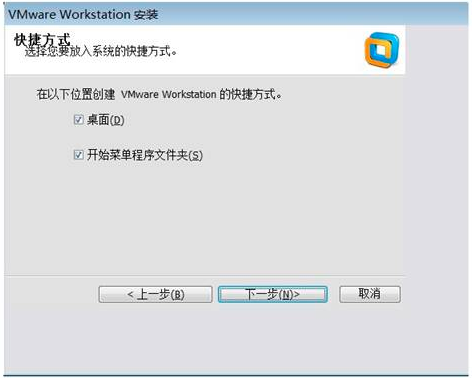 VMware Workstation 安装
快捷方式
选择您要放入系统的快捷方式。
在以下位置创建 VMware Workstation 的快捷方式。
桌面(D)
开始菜单程序文件夹(S)
< 上一步(B)
下一步(N)>
取消